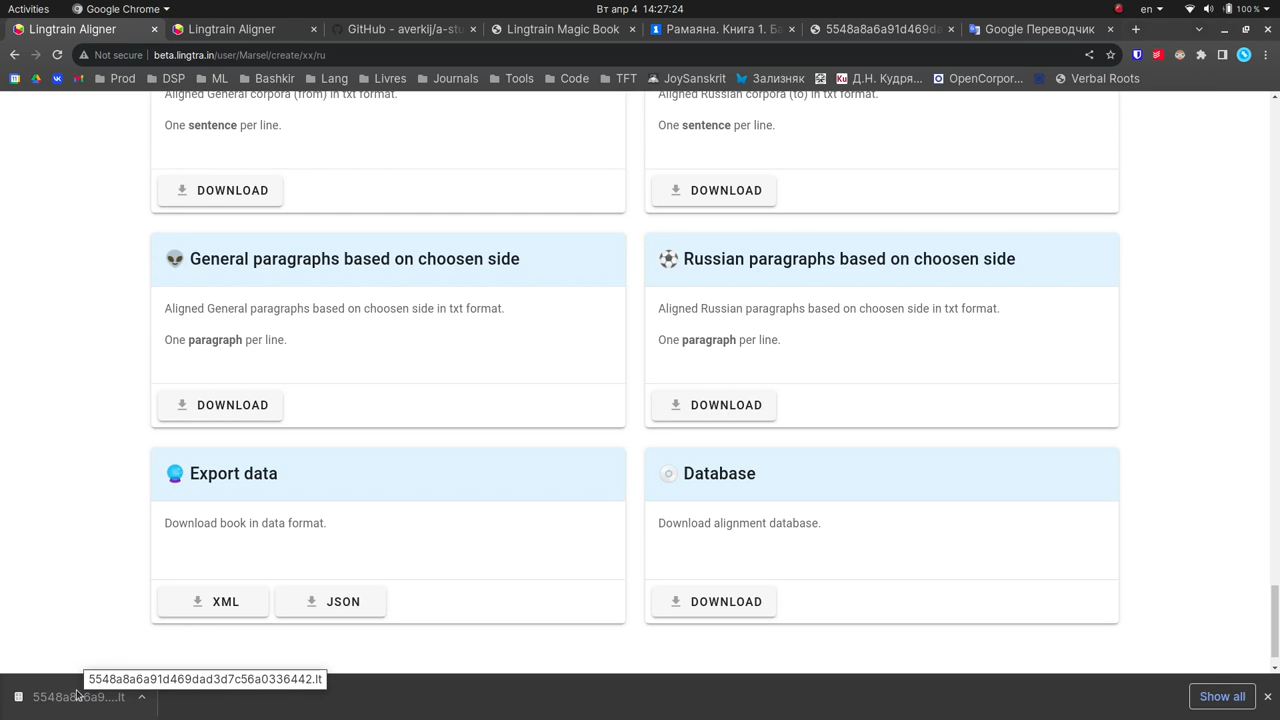 Activities
Google Chrome
Вт апр 4 14:27:24
en
100 %
Lingtrain Aligner
Lingtrain Aligner
GitHub - averkij/a-stu
Lingtrain Magic Book
Рамаяна. Книга 1. Ба
5548a8a6a91d469da
Google Переводчик
Not secure
beta.lingtra.in/user/Marsel/create/xx/ru
Prod
DSP
ML
Bashkir
Lang
Livres
Journals
Tools
Code
TFT
JoySanskrit
Зализняк
Д.Н. Кудря...
OpenCorpor...
Verbal Roots
Aligned General corpora (from) in txt format.
Aligned Russian corpora (to) in txt format.
One sentence per line.
One sentence per line.
DOWNLOAD
DOWNLOAD
General paragraphs based on choosen side
Russian paragraphs based on choosen side
Aligned General paragraphs based on choosen side in txt format.
Aligned Russian paragraphs based on choosen side in txt format.
One paragraph per line.
One paragraph per line.
DOWNLOAD
DOWNLOAD
Export data
Database
Download book in data format.
Download alignment database.
XML
JSON
DOWNLOAD
5548a8a6a91d469dad3d7c56a0336442.lt
5548a8a6a9....lt
Show all